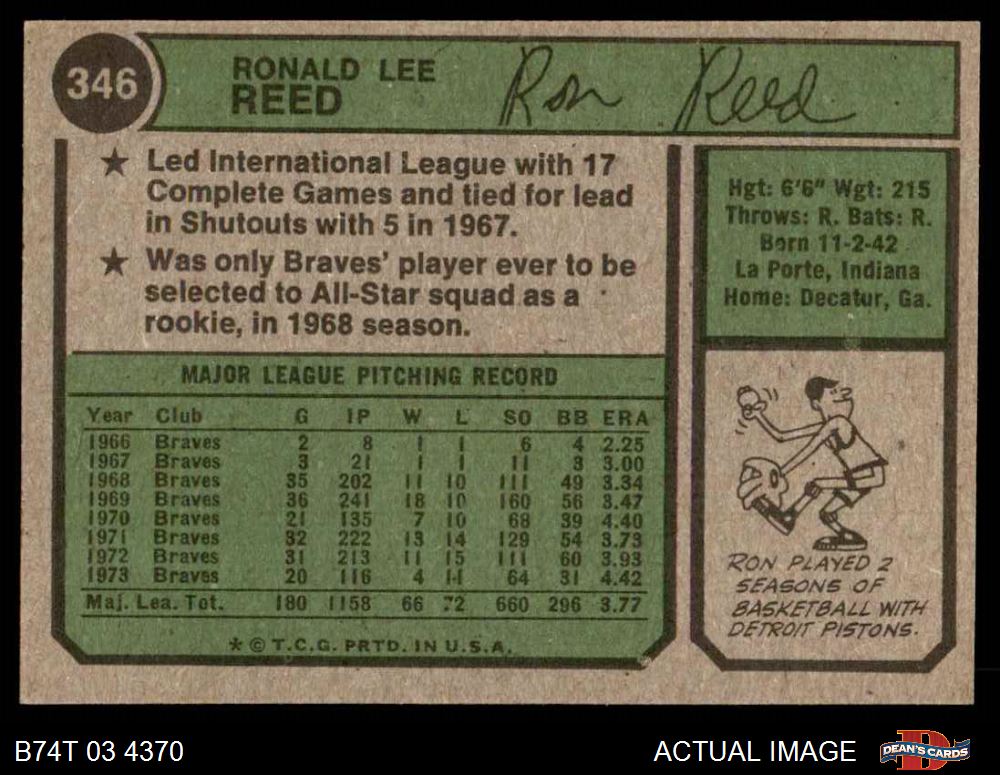 346
RONALD LEE
REED
Ron Reed
★ Led International League with 17
Complete Games and tied for lead
in Shutouts with 5 in 1967.
★ Was only Braves' player ever to be
selected to All-Star squad as a
rookie, in 1968 season.
Hgt: 6'6" Wgt: 215
Throws: R. Bats: R.
Born 11-2-42
La Porte, Indiana
Home: Decatur, Ga.
MAJOR LEAGUE PITCHING RECORD
Year Club G IP W L SO BB ERA
1966 Braves 2 8 1 1 6 4 2.25
1967 Braves 3 21 1 1 11 3 3.00
1968 Braves 35 202 11 10 111 49 3.34
1969 Braves 36 241 18 10 160 56 3.47
1970 Braves 21 135 7 10 68 39 4.40
1971 Braves 32 222 13 14 129 54 3.73
1972 Braves 31 213 11 15 111 60 3.93
1973 Braves 20 116 4 11 64 31 4.42
Maj. Lea. Tot. 180 1158 66 72 660 296 3.77
* © T.C.G. PRTD. IN U.S.A.
RON PLAYED 2
SEASONS OF
BASKETBALL WITH
DETROIT PISTONS.
B74T 03 4370
ACTUAL IMAGE
DEAN'S CARDS